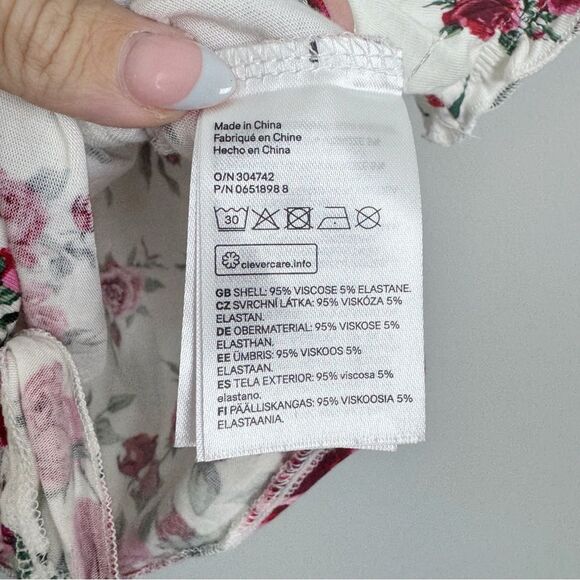 Made in China
Fabriqué en Chine
Hecho en China
O/N 304742
P/N 0651898 8
30
clevercare.info
GB SHELL: 95% VISCOSE 5% ELASTANE.
CZ SVRCHNÍ LÁTKA: 95% VISKÓZA 5%
ELASTAN.
DE OBERMATERIAL: 95% VISKOSE 5%
ELASTHAN.
EE ÜMBRIS: 95% VISKOOS 5%
ELASTAAN.
ES TELA EXTERIOR: 95% viscosa 5%
elastano.
FI PÄÄLLISKANGAS: 95% VISKOOSIA 5%
ELASTAANIA.